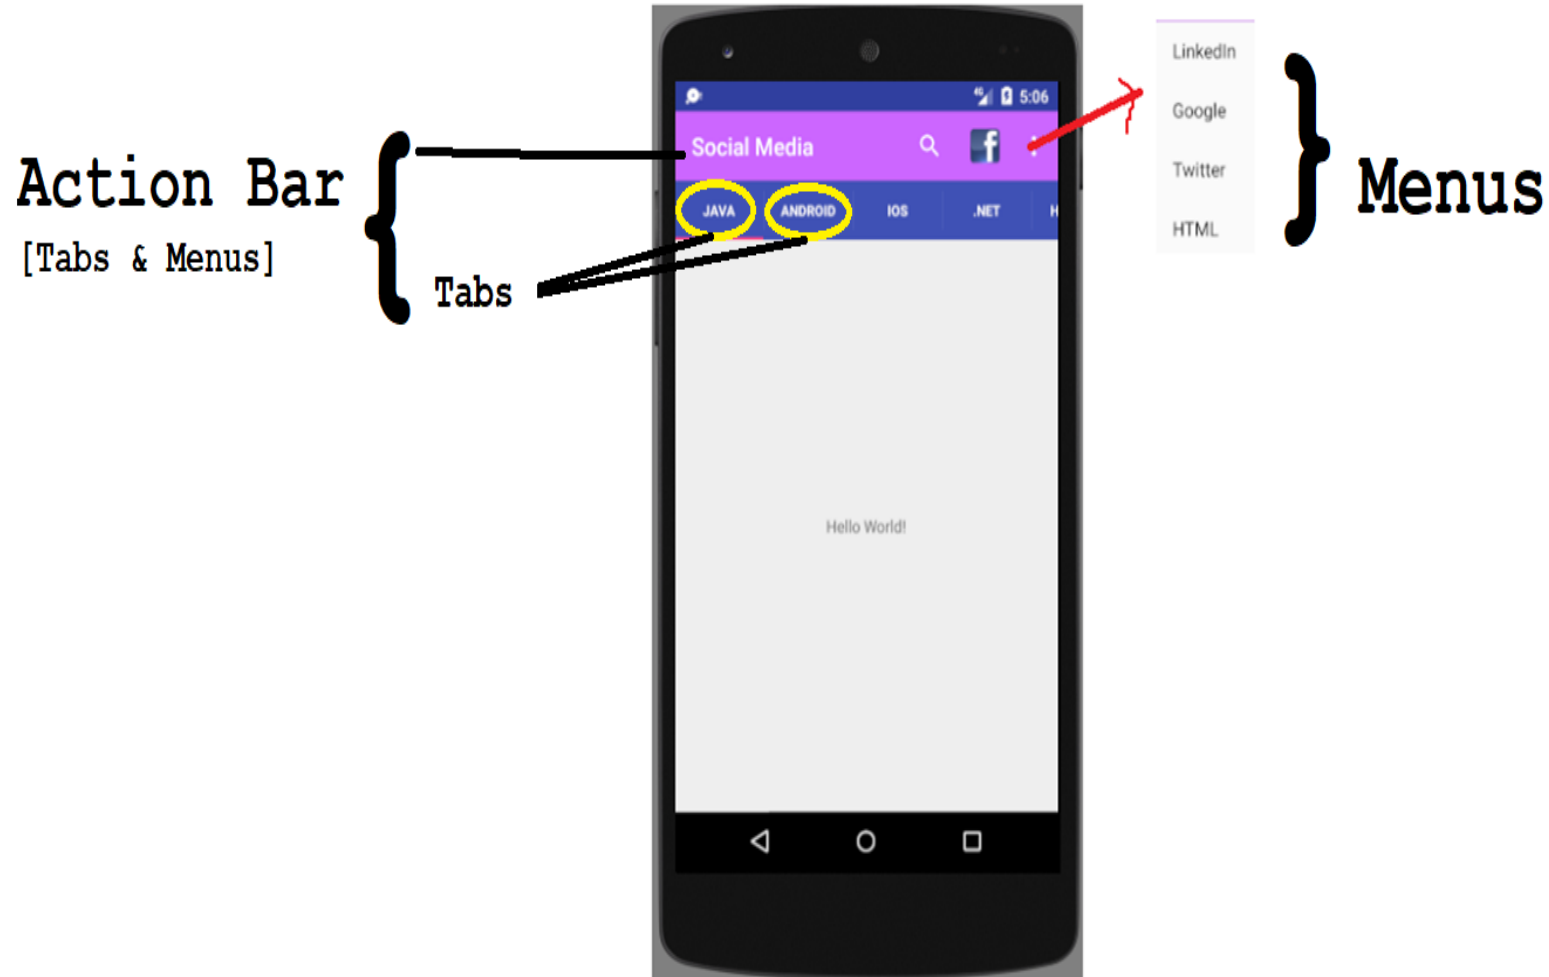 Action Bar
[Tabs & Menus]
Tabs
4G 5:06
Social Media
f
JAVA ANDROID IOS .NET H
Hello World!
LinkedIn
Google
Twitter
HTML
Menus